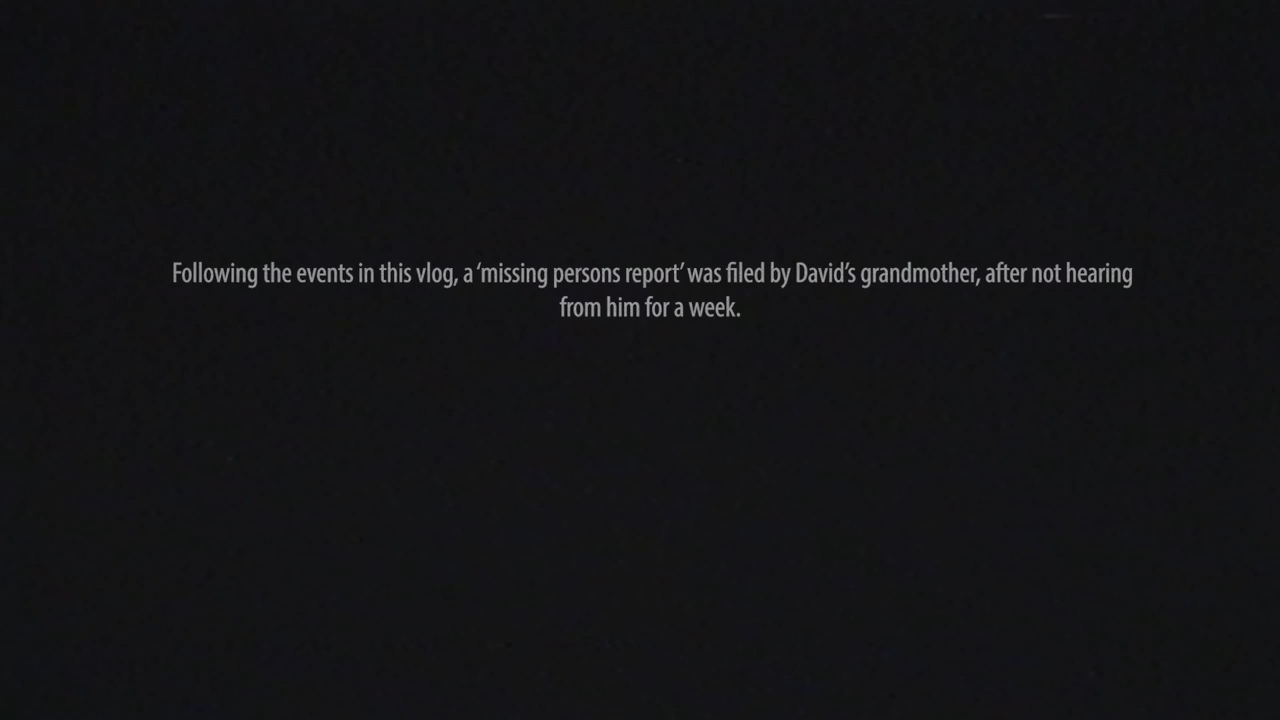 Following the events in this vlog, a ‘missing persons report’ was filed by David’s grandmother, after not hearing
from him for a week.